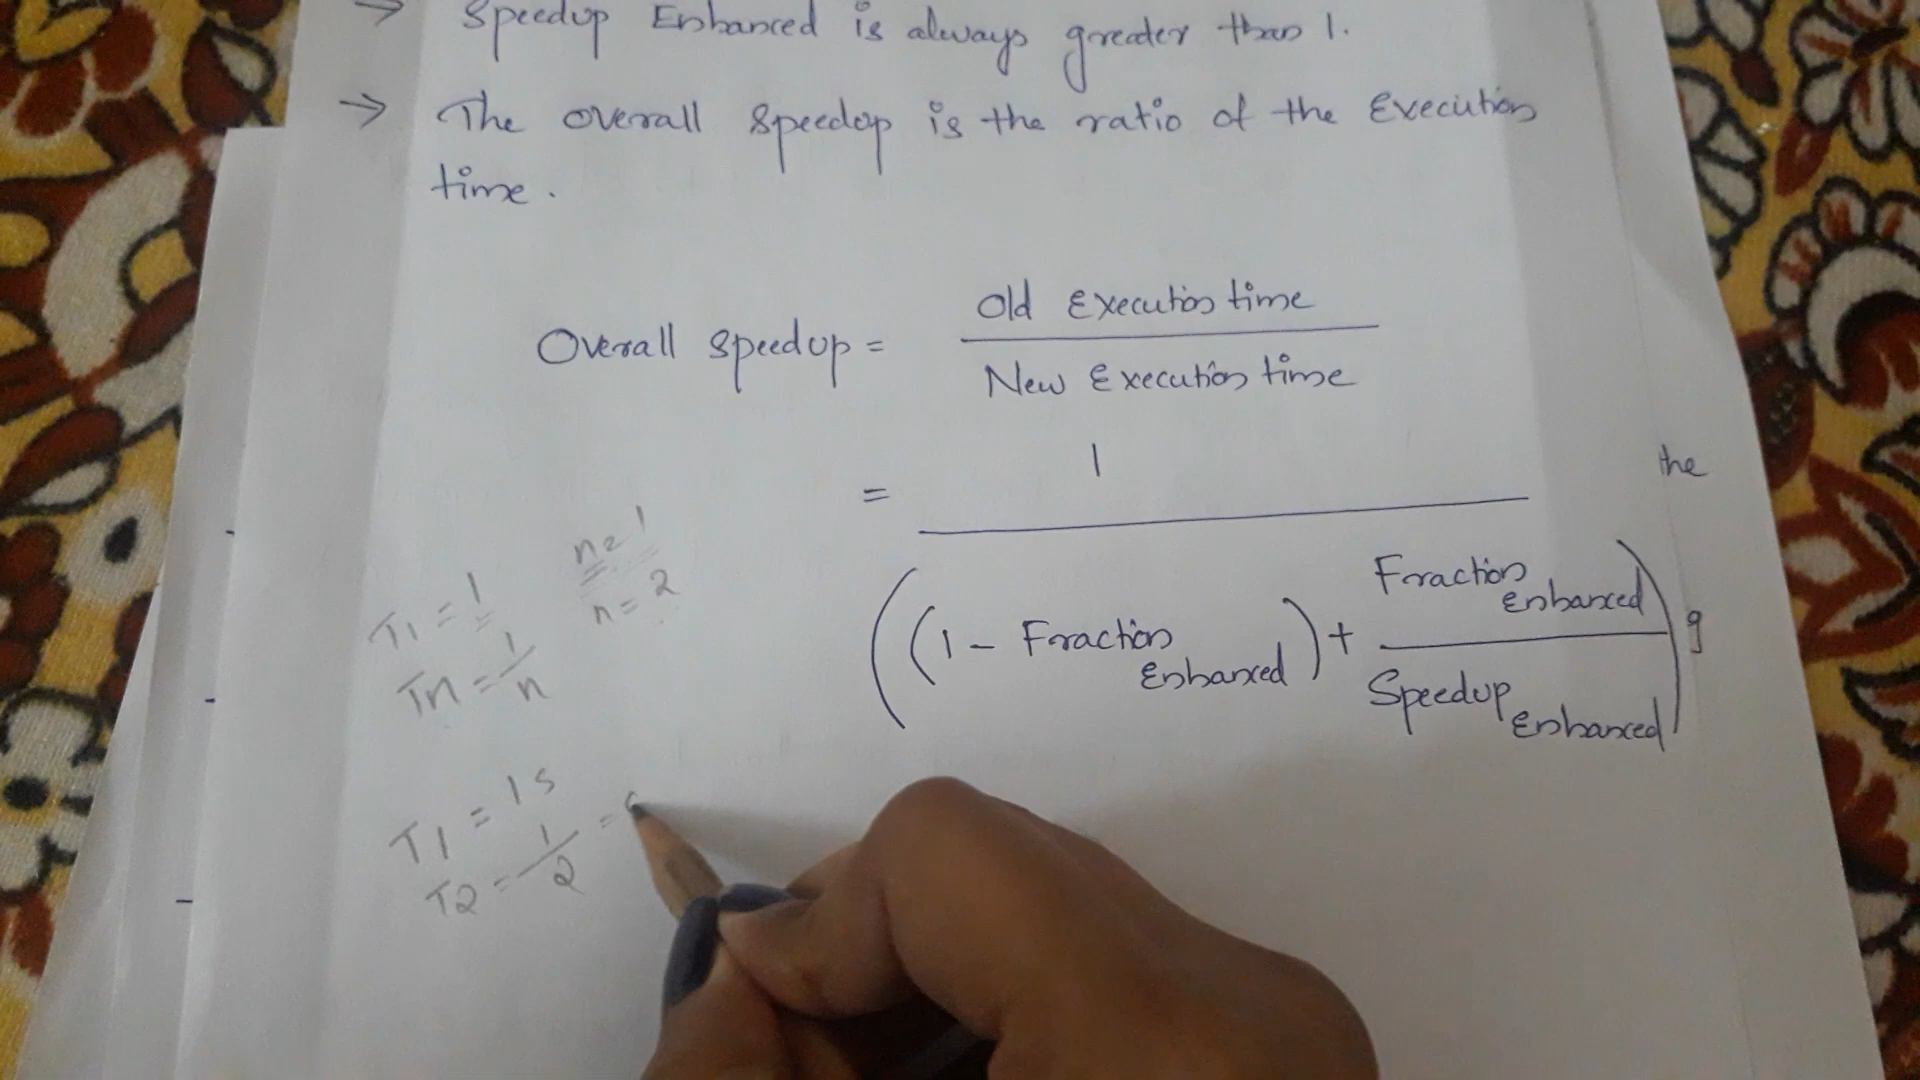 → Speedup Enhanced is always greater than 1.
→ The overall speedup is the ratio of the Execution
time.
Overall speedup = Old Execution time / New Execution time
= 1 / ((1 - Fraction Enhanced) + Fraction Enhanced / Speedup Enhanced)
the
g
T1 = 1
Tn = 1/n
n = 1
n = 2
T1 = 1s
T2 = 1/2 =